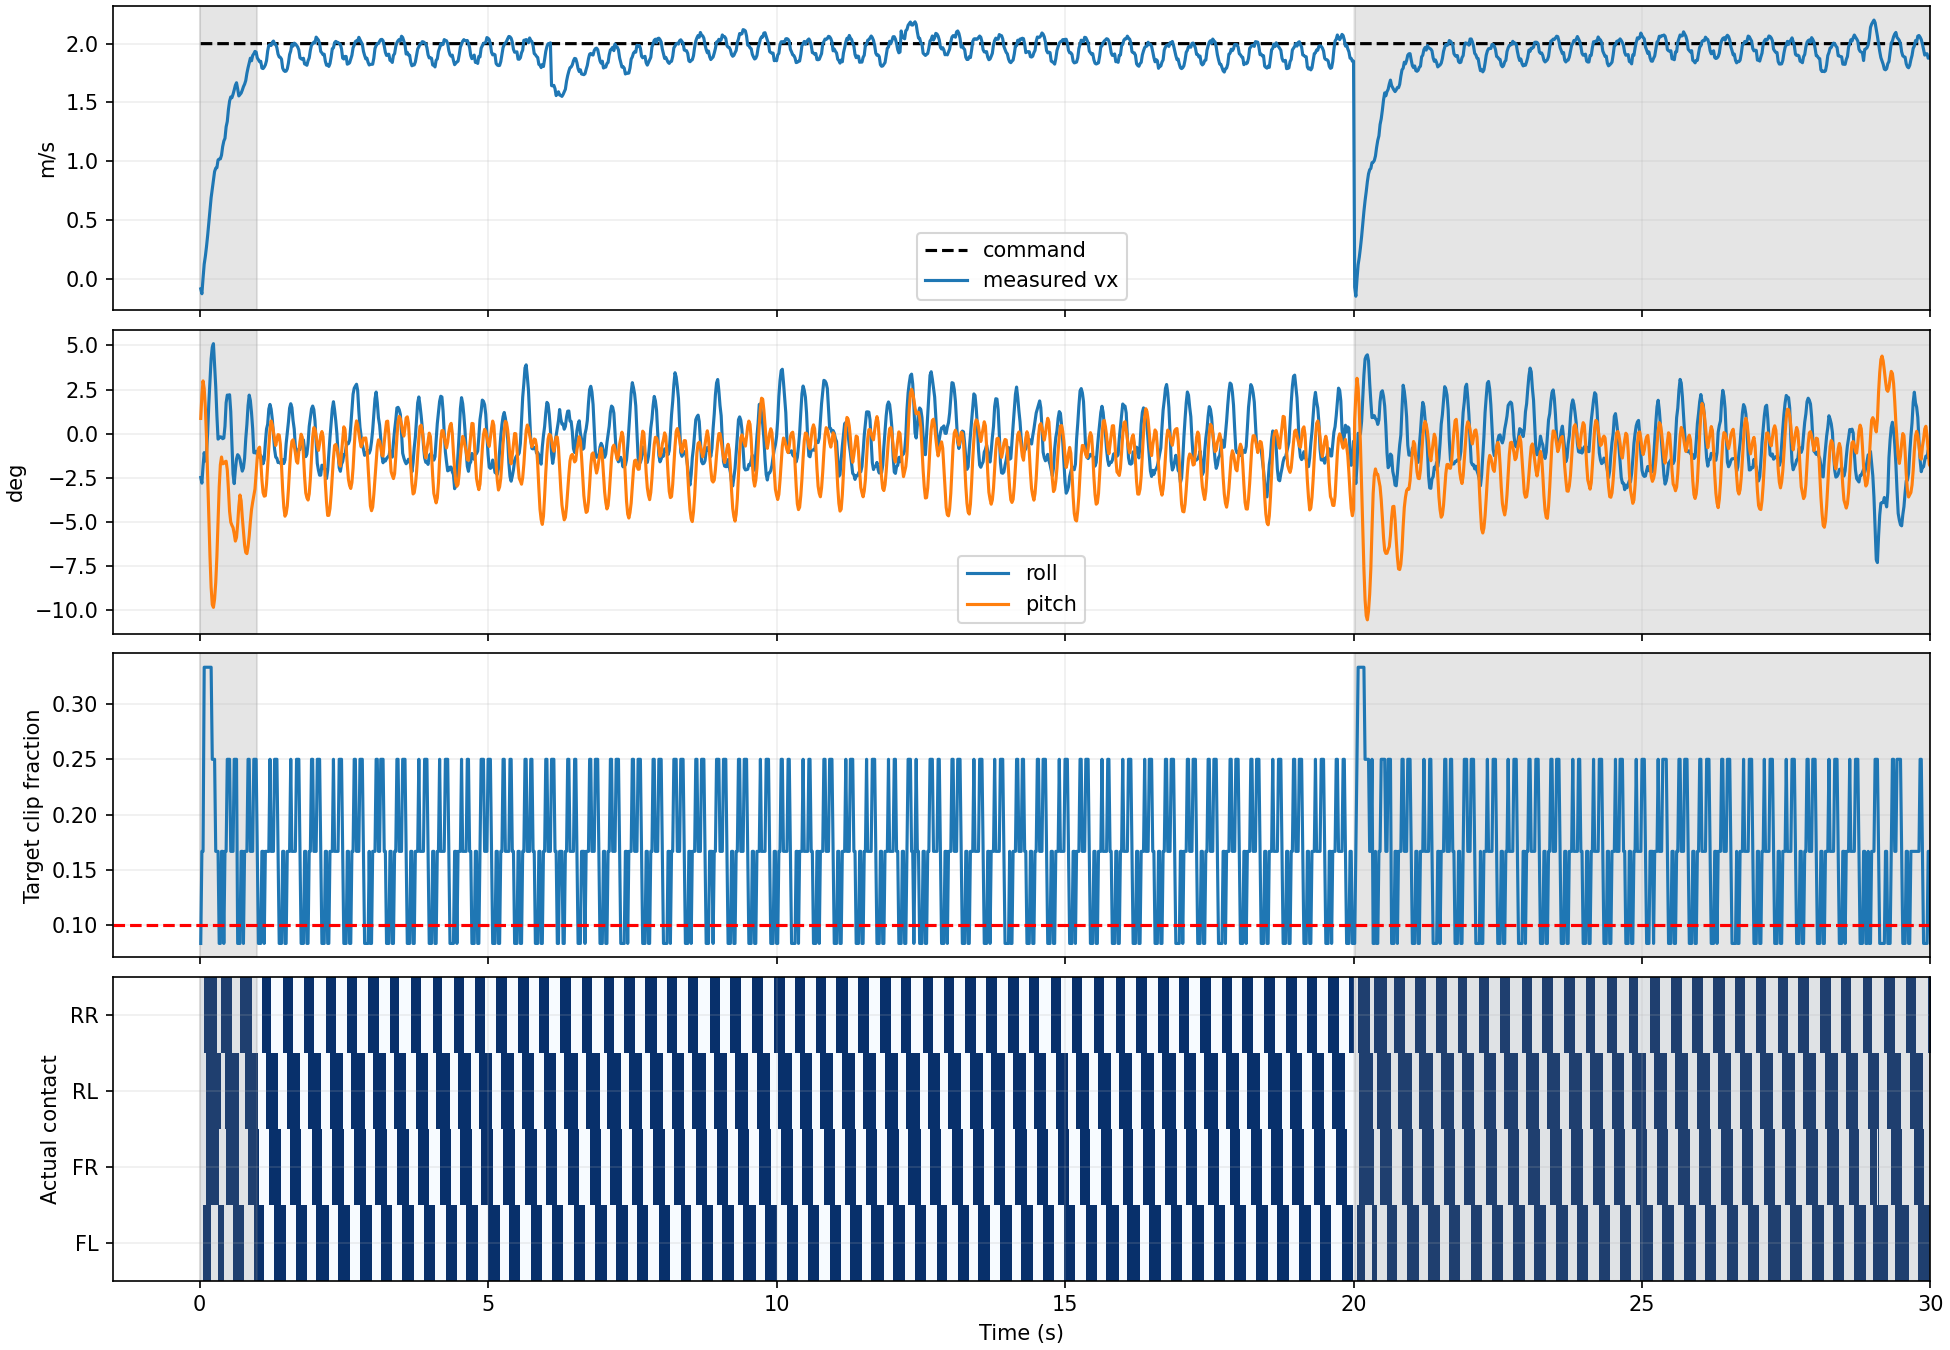 2.0
1.5
1.0
0.5
0.0
m/s
command
measured vx
5.0
2.5
0.0
−2.5
−5.0
−7.5
−10.0
deg
roll
pitch
0.30
0.25
0.20
0.15
0.10
Target clip fraction
RR
RL
FR
FL
Actual contact
0 5 10 15 20 25 30
Time (s)